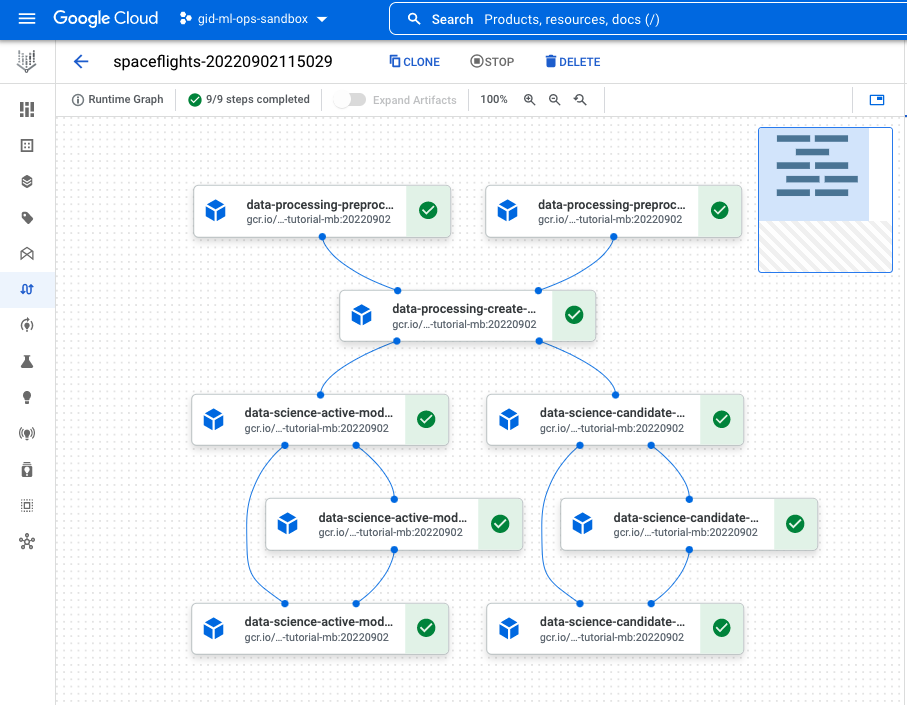 Google Cloud
gid-ml-ops-sandbox
Search Products, resources, docs (/)
spaceflights-20220902115029
CLONE
STOP
DELETE
Runtime Graph
9/9 steps completed
Expand Artifacts
100%
data-processing-preproc...
gcr.io/...-tutorial-mb:20220902
data-processing-preproc...
gcr.io/...-tutorial-mb:20220902
data-processing-create-...
gcr.io/...-tutorial-mb:20220902
data-science-active-mod...
gcr.io/...-tutorial-mb:20220902
data-science-candidate-...
gcr.io/...-tutorial-mb:20220902
data-science-active-mod...
gcr.io/...-tutorial-mb:20220902
data-science-candidate-...
gcr.io/...-tutorial-mb:20220902
data-science-active-mod...
gcr.io/...-tutorial-mb:20220902
data-science-candidate-...
gcr.io/...-tutorial-mb:20220902